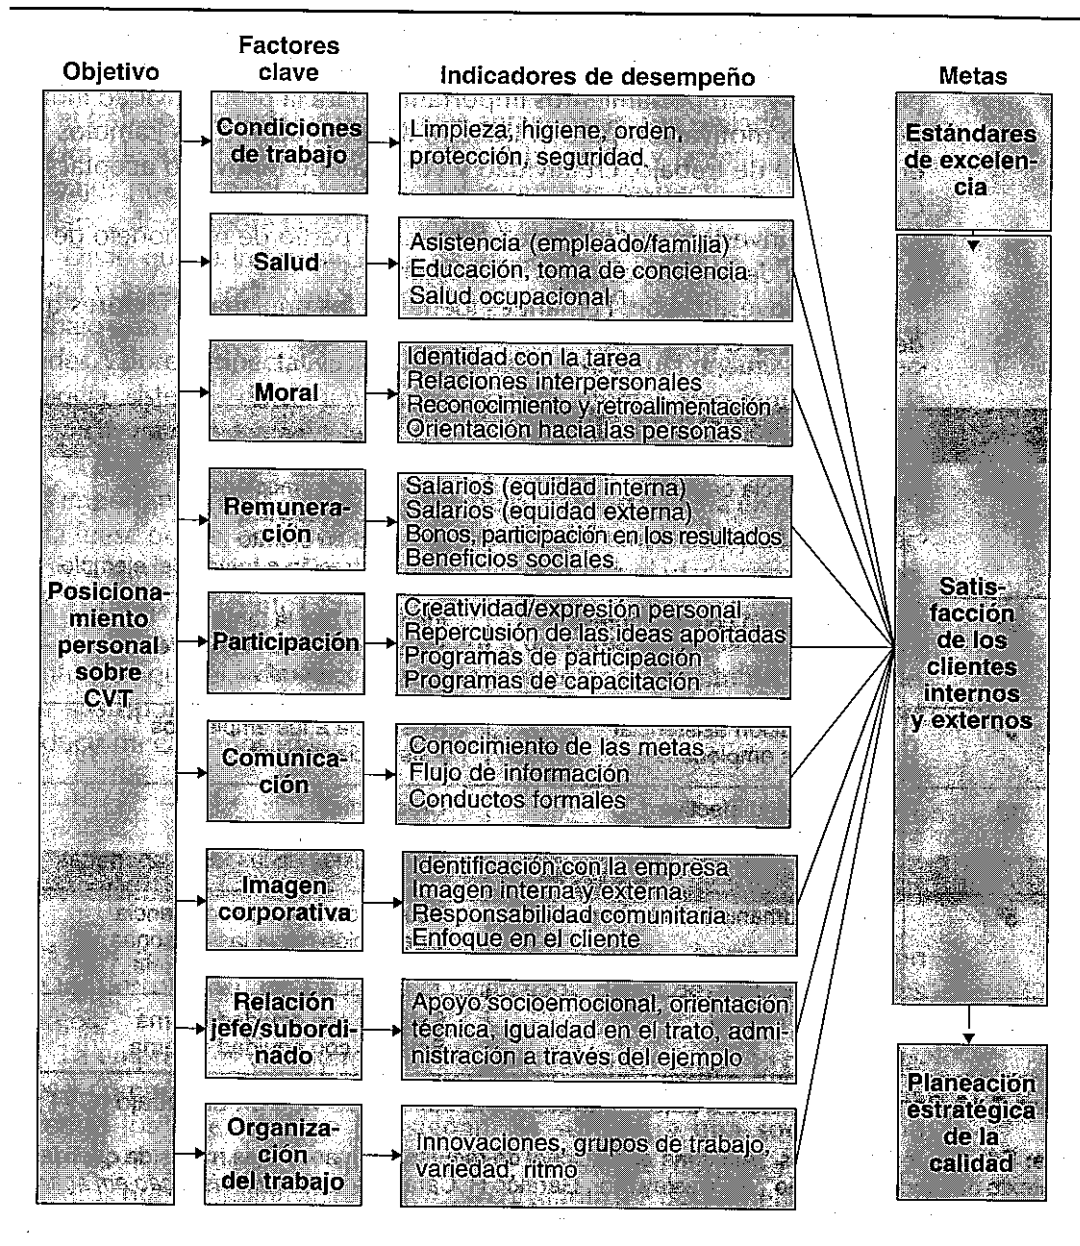 Objetivo
Factores
clave
Indicadores de desempeño
Metas
Posiciona-
miento
personal
sobre
CVT
Condiciones
de trabajo
Limpieza, higiene, orden,
protección, seguridad
Salud
Asistencia (empleado/familia)
Educación, toma de conciencia
Salud ocupacional
Moral
Identidad con la tarea
Relaciones interpersonales
Reconocimiento y retroalimentación
Orientación hacia las personas
Remunera-
ción
Salarios (equidad interna)
Salarios (equidad externa)
Bonos, participación en los resultados
Beneficios sociales
Participación
Creatividad/expresión personal
Repercusión de las ideas aportadas
Programas de participación
Programas de capacitación
Comunica-
ción
Conocimiento de las metas
Flujo de información
Conductos formales
Imagen
corporativa
Identificación con la empresa
Imagen interna y externa
Responsabilidad comunitaria
Enfoque en el cliente
Relación
jefe/subordi-
nado
Apoyo socioemocional, orientación
técnica, igualdad en el trato, admi-
nistración a través del ejemplo
Organiza-
ción
del trabajo
Innovaciones, grupos de trabajo,
variedad, ritmo
Estándares
de excelen-
cia
Satis-
facción
de los
clientes
internos
y externos
Planeación
estratégica
de la
calidad